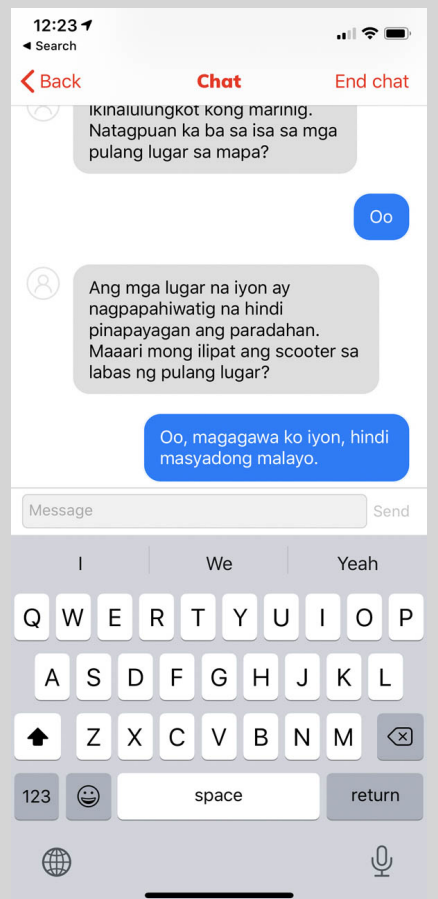 12:23
◀ Search
Back
Chat
End chat
Ikinalulungkot kong marinig.
Natagpuan ka ba sa isa sa mga
pulang lugar sa mapa?
Oo
Ang mga lugar na iyon ay
nagpapahiwatig na hindi
pinapayagan ang paradahan.
Maaari mong ilipat ang scooter sa
labas ng pulang lugar?
Oo, magagawa ko iyon, hindi
masyadong malayo.
Message
Send
I We Yeah
Q W E R T Y U I O P
A S D F G H J K L
Z X C V B N M
123 space return